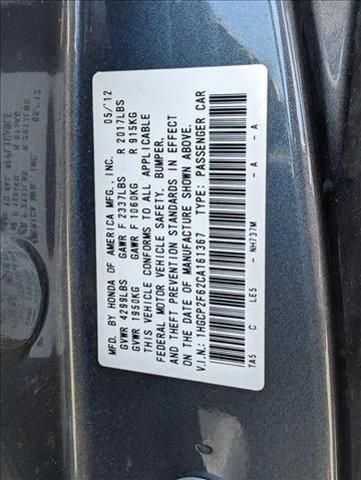 MFD. BY HONDA OF AMERICA MFG., INC. 05/12
GVWR 4299LBS GAWR F 2337LBS R 2017LBS
GVWR 1950KG GAWR F 1060KG R 915KG
THIS VEHICLE CONFORMS TO ALL APPLICABLE
FEDERAL MOTOR VEHICLE SAFETY, BUMPER,
AND THEFT PREVENTION STANDARDS IN EFFECT
ON THE DATE OF MANUFACTURE SHOWN ABOVE.
V.I.N.: 1HGCP2F62CA161367 TYPE: PASSENGER CAR
TA5 C LE5 - NH737M - A - A